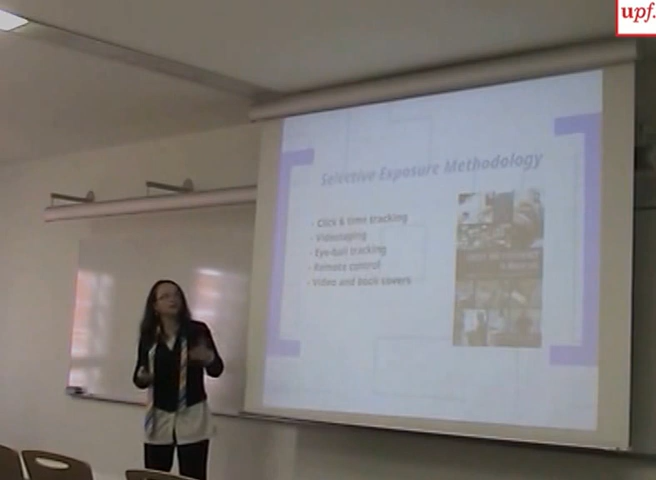 upf.
Selective Exposure Methodology
- Click & time tracking
- Videotaping
- Eye-ball tracking
- Remote control
- Video and book covers